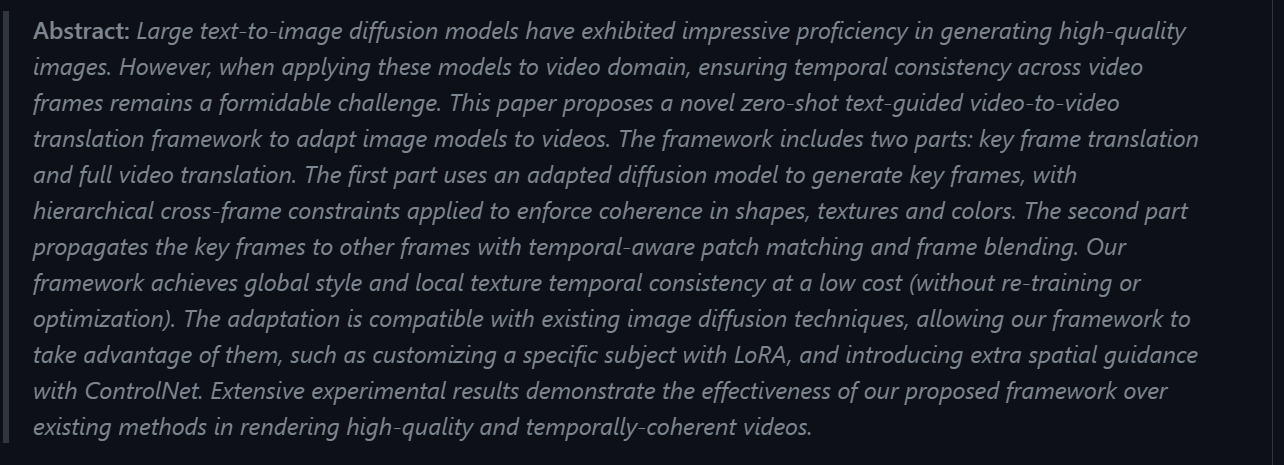 Abstract: Large text-to-image diffusion models have exhibited impressive proficiency in generating high-quality
images. However, when applying these models to video domain, ensuring temporal consistency across video
frames remains a formidable challenge. This paper proposes a novel zero-shot text-guided video-to-video
translation framework to adapt image models to videos. The framework includes two parts: key frame translation
and full video translation. The first part uses an adapted diffusion model to generate key frames, with
hierarchical cross-frame constraints applied to enforce coherence in shapes, textures and colors. The second part
propagates the key frames to other frames with temporal-aware patch matching and frame blending. Our
framework achieves global style and local texture temporal consistency at a low cost (without re-training or
optimization). The adaptation is compatible with existing image diffusion techniques, allowing our framework to
take advantage of them, such as customizing a specific subject with LoRA, and introducing extra spatial guidance
with ControlNet. Extensive experimental results demonstrate the effectiveness of our proposed framework over
existing methods in rendering high-quality and temporally-coherent videos.